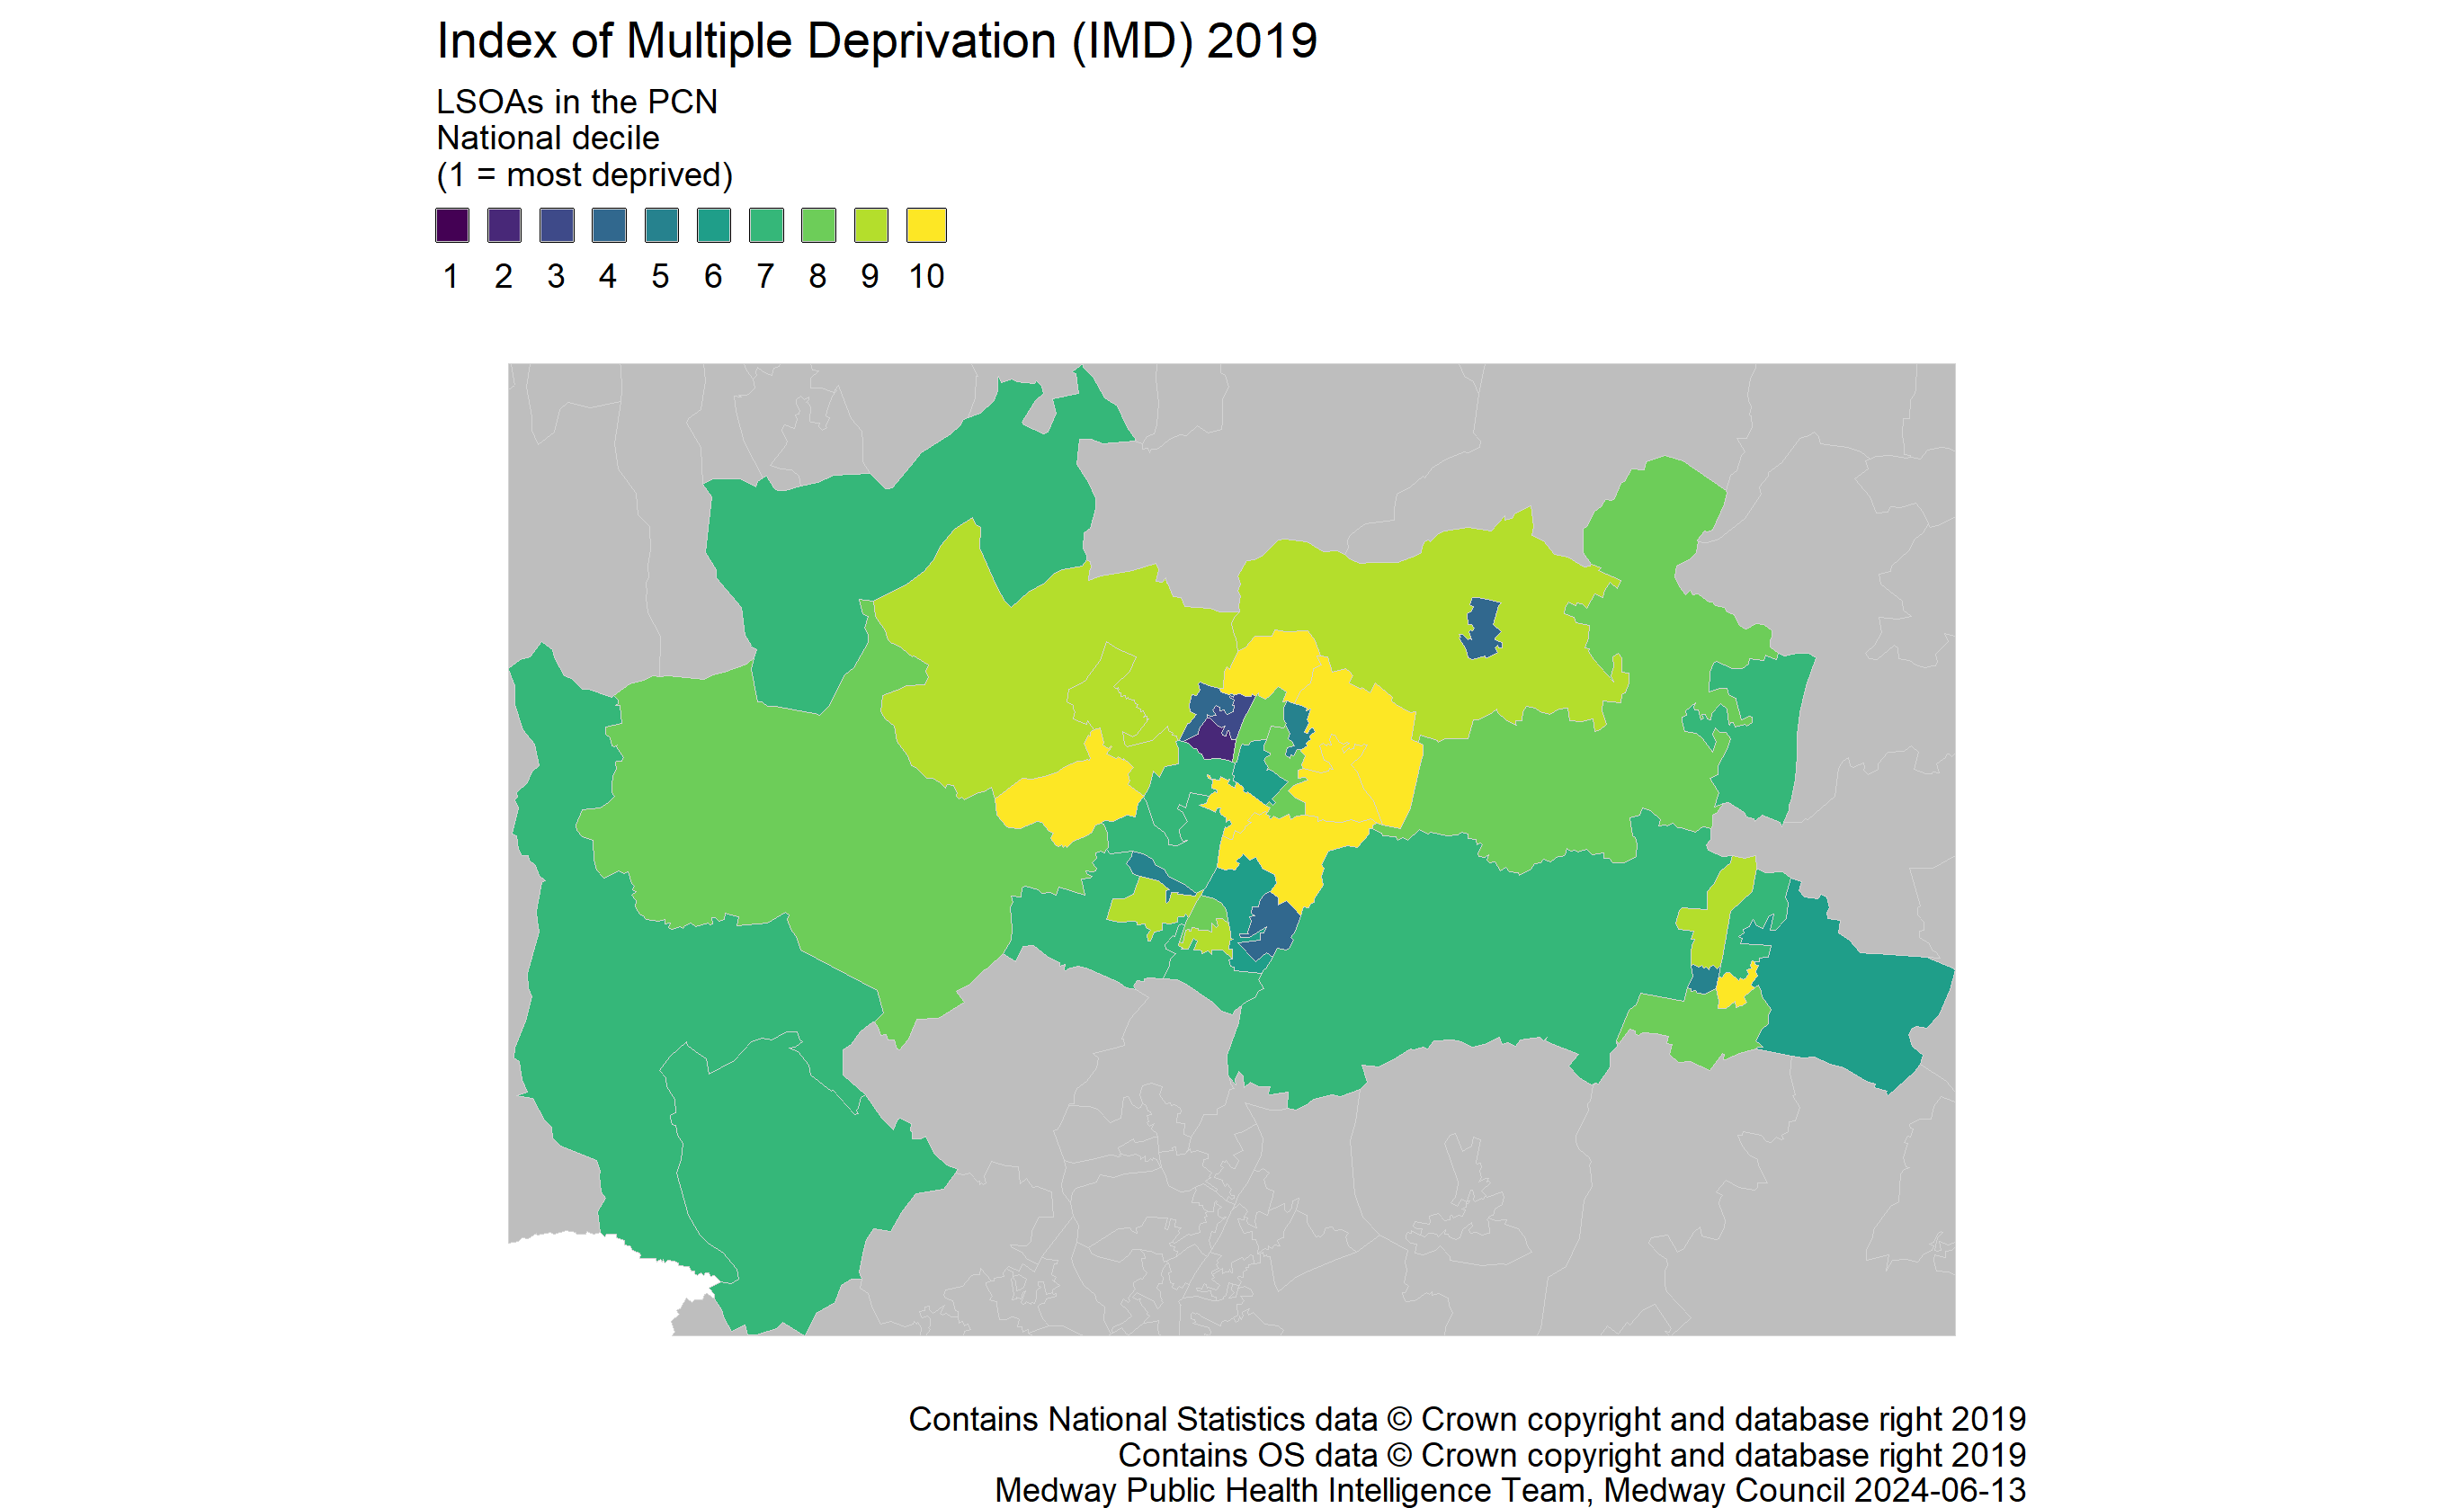 Index of Multiple Deprivation (IMD) 2019
LSOAs in the PCN
National decile
(1 = most deprived)
1 2 3 4 5 6 7 8 9 10
Contains National Statistics data © Crown copyright and database right 2019
Contains OS data © Crown copyright and database right 2019
Medway Public Health Intelligence Team, Medway Council 2024-06-13